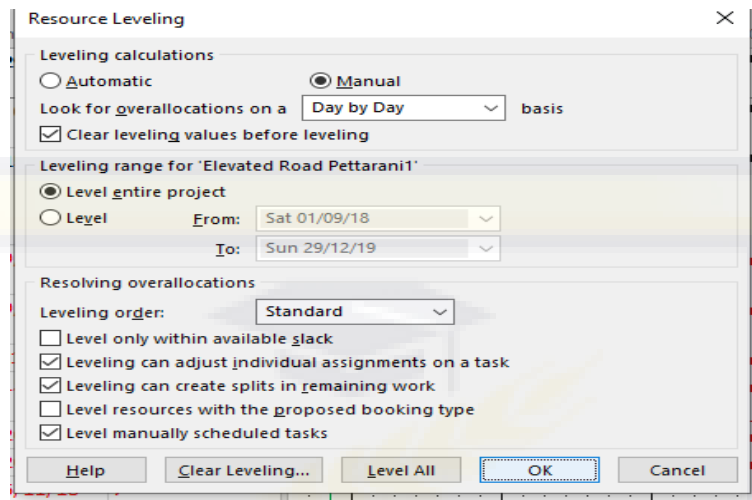 Resource Leveling
Leveling calculations
Automatic Manual
Look for overallocations on a Day by Day basis
Clear leveling values before leveling
Leveling range for 'Elevated Road Pettarani1'
Level entire project
Level From: Sat 01/09/18
To: Sun 29/12/19
Resolving overallocations
Leveling order: Standard
Level only within available slack
Leveling can adjust individual assignments on a task
Leveling can create splits in remaining work
Level resources with the proposed booking type
Level manually scheduled tasks
Help Clear Leveling... Level All OK Cancel